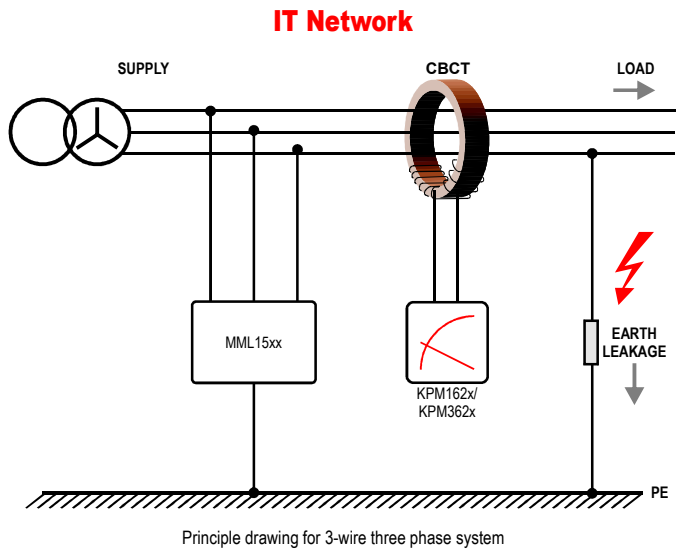 IT Network
SUPPLY
CBCT
LOAD
MML15xx
KPM162x/
KPM362x
EARTH
LEAKAGE
PE
Principle drawing for 3-wire three phase system